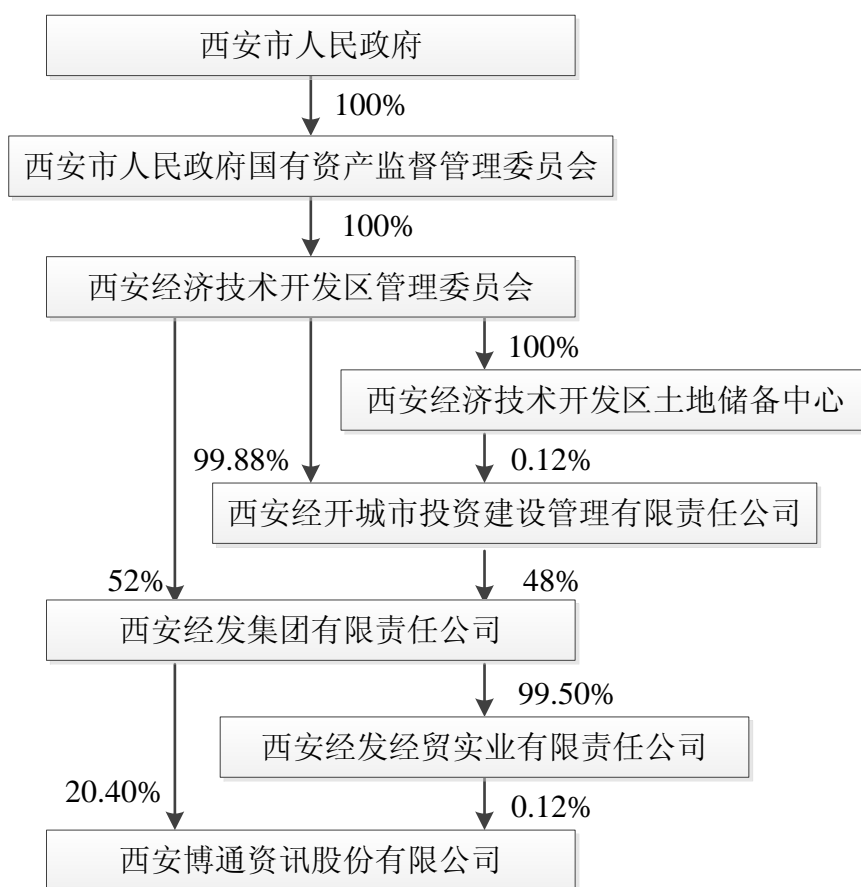 西安市人民政府
100%
西安市人民政府国有资产监督管理委员会
100%
西安经济技术开发区管理委员会
100%
西安经济技术开发区土地储备中心
99.88%
0.12%
西安经开城市投资建设管理有限责任公司
52%
48%
西安经发集团有限责任公司
99.50%
西安经发经贸实业有限责任公司
20.40%
0.12%
西安博通资讯股份有限公司